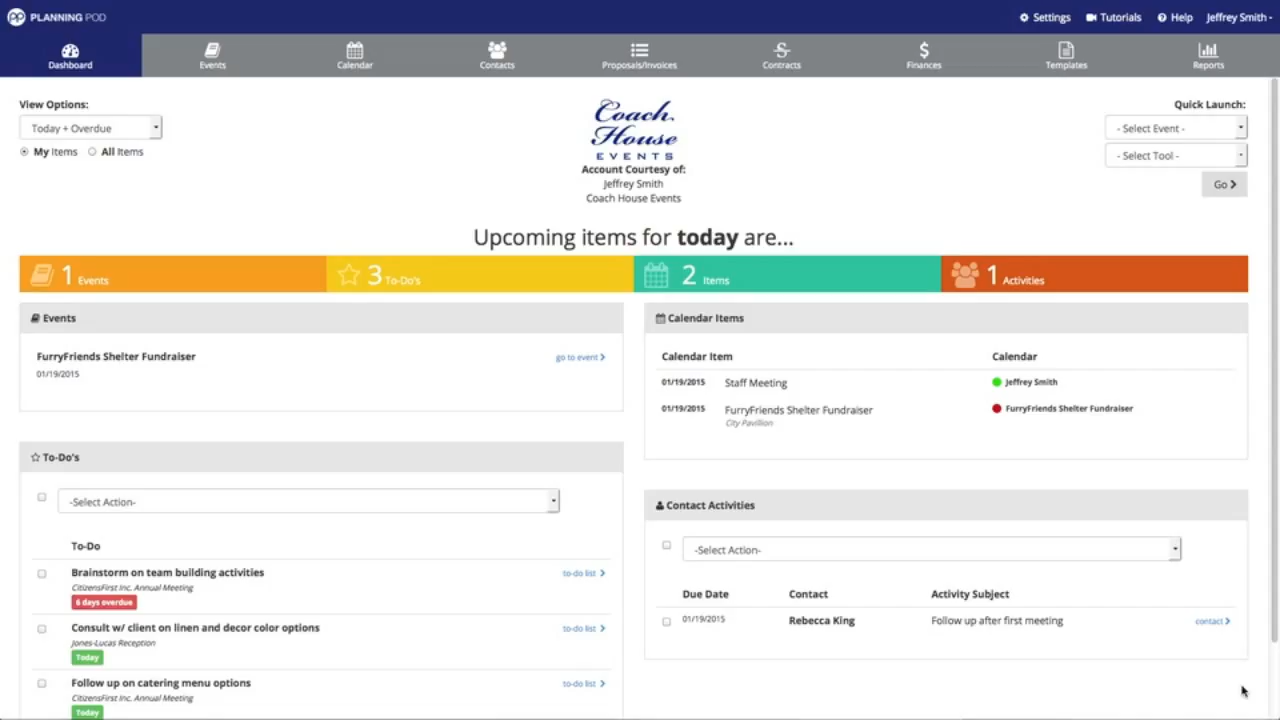 PLANNING POD
Settings
Tutorials
Help
Jeffrey Smith
Dashboard
Events
Calendar
Contacts
Proposals/Invoices
Contracts
Finances
Templates
Reports
View Options:
Today + Overdue
My Items
All Items
Coach
House
EVENTS
Account Courtesy of:
Jeffrey Smith
Coach House Events
Quick Launch:
- Select Event -
- Select Tool -
Go
Upcoming items for today are...
1 Events
3 To-Do's
2 Items
1 Activities
Events
FurryFriends Shelter Fundraiser
go to event
01/19/2015
Calendar Items
Calendar Item
Calendar
01/19/2015 Staff Meeting
Jeffrey Smith
01/19/2015 FurryFriends Shelter Fundraiser
FurryFriends Shelter Fundraiser
City Pavillion
To-Do's
-Select Action-
To-Do
Brainstorm on team building activities
to-do list
CitizensFirst Inc. Annual Meeting
6 days overdue
Consult w/ client on linen and decor color options
to-do list
Jones-Lucas Reception
Today
Follow up on catering menu options
to-do list
CitizensFirst Inc. Annual Meeting
Today
Contact Activities
-Select Action-
Due Date
Contact
Activity Subject
01/19/2015
Rebecca King
Follow up after first meeting
contact